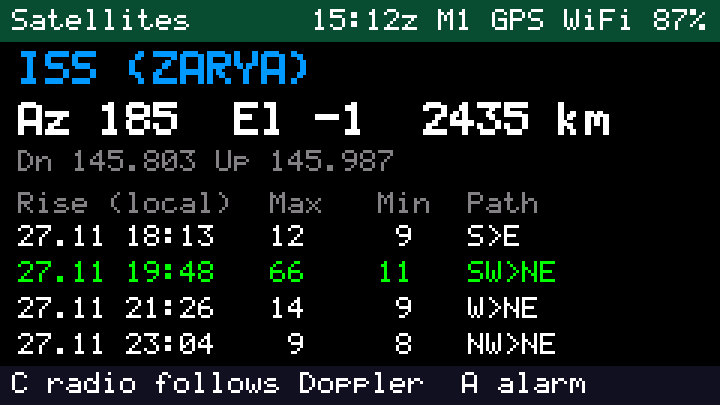 Satellites 15:12z M1 GPS WiFi 87%
ISS (ZARYA)
Az 185 El -1 2435 km
Dn 145.803 Up 145.987
Rise (local) Max Min Path
27.11 18:13 12 9 S>E
27.11 19:48 66 11 SW>NE
27.11 21:26 14 9 W>NE
27.11 23:04 9 8 NW>NE
C radio follows Doppler A alarm